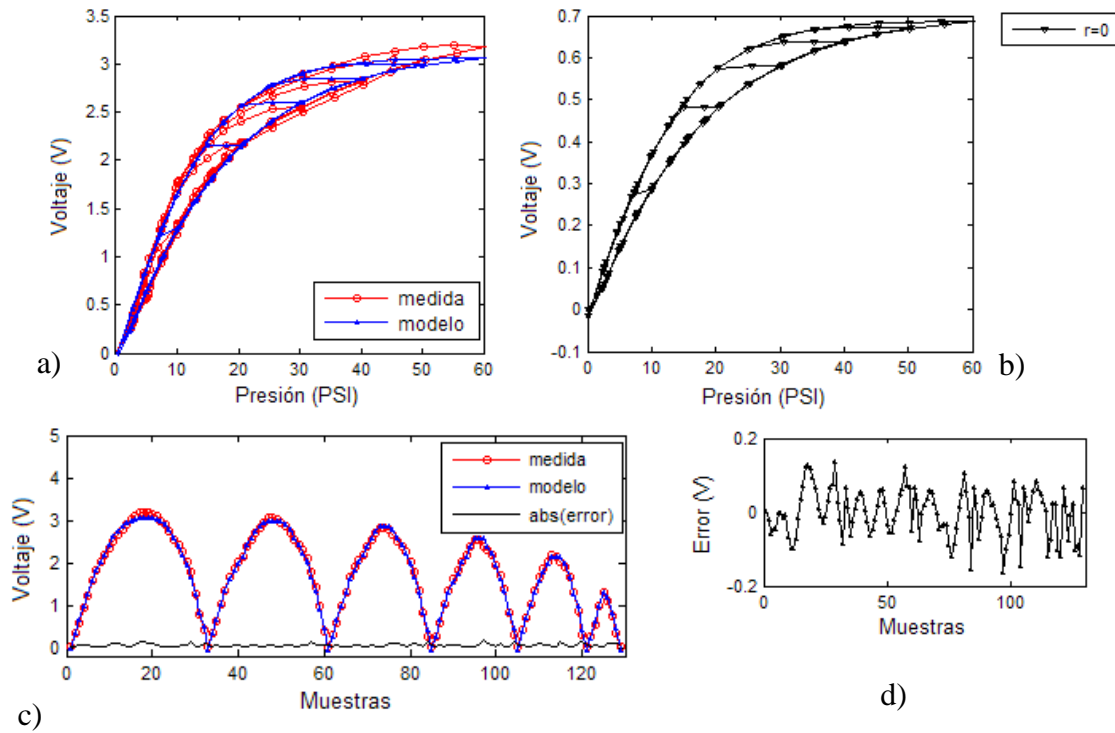 3.5
3
2.5
2
1.5
1
0.5
0
0 10 20 30 40 50 60
Voltaje (V)
Presión (PSI)
medida
modelo
a)
0.7
0.6
0.5
0.4
0.3
0.2
0.1
0
-0.1
0 10 20 30 40 50 60
Voltaje (V)
Presión (PSI)
r=0
b)
5
4
3
2
1
0
0 20 40 60 80 100 120
Voltaje (V)
Muestras
medida
modelo
abs(error)
c)
0.2
0
-0.2
0 50 100
Error (V)
Muestras
d)